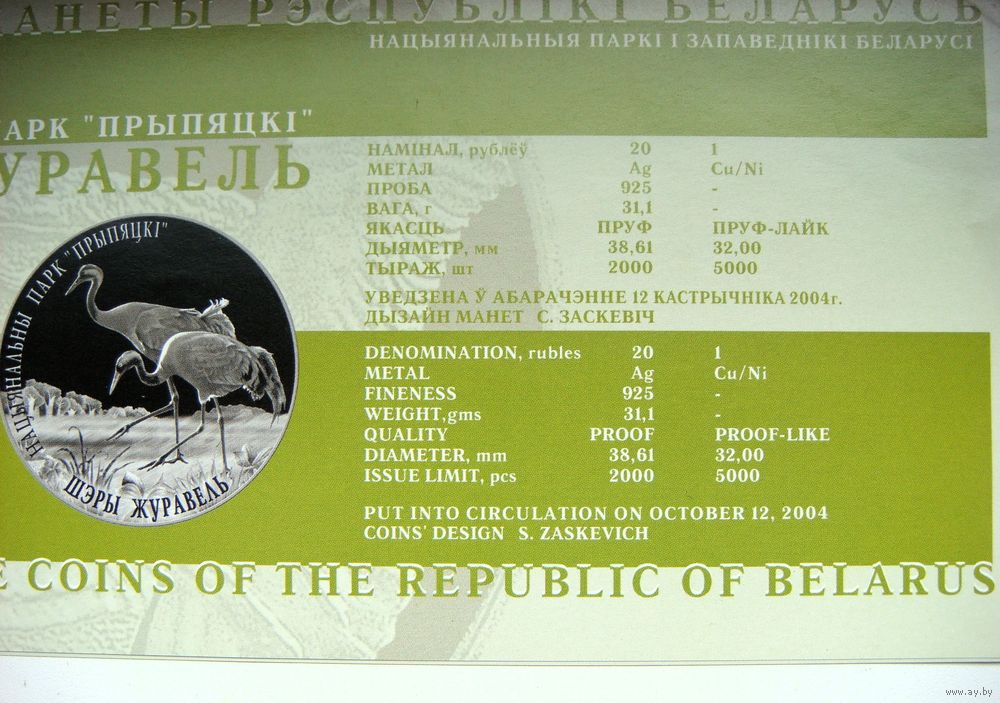 МАНЕТЫ РЭСПУБЛІКІ БЕЛАРУСЬ
НАЦЫЯНАЛЬНЫЯ ПАРКІ І ЗАПАВЕДНІКІ БЕЛАРУСІ
ПАРК "ПРЫПЯЦКІ"
УРАВЕЛЬ
НАЦЫЯНАЛЬНЫ ПАРК "ПРЫПЯЦКІ"
ШЭРЫ ЖУРАВЕЛЬ
НАМІНАЛ, рублёў 20 1
МЕТАЛ Ag Cu/Ni
ПРОБА 925 -
ВАГА, г 31,1 -
ЯКАСЦЬ ПРУФ ПРУФ-ЛАЙК
ДЫЯМЕТР, мм 38,61 32,00
ТЫРАЖ, шт 2000 5000
УВЕДЗЕНА Ў АБАРАЧЭННЕ 12 КАСТРЫЧНІКА 2004г.
ДЫЗАЙН МАНЕТ С. ЗАСКЕВІЧ
DENOMINATION, rubles 20 1
METAL Ag Cu/Ni
FINENESS 925 -
WEIGHT,gms 31,1 -
QUALITY PROOF PROOF-LIKE
DIAMETER, mm 38,61 32,00
ISSUE LIMIT, pcs 2000 5000
PUT INTO CIRCULATION ON OCTOBER 12, 2004
COINS' DESIGN S. ZASKEVICH
E COINS OF THE REPUBLIC OF BELARUS
www.ay.by